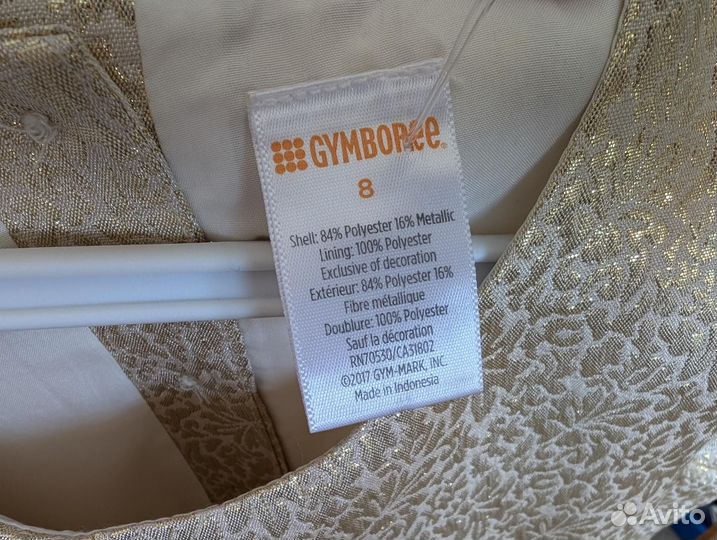 GYMBOREE
8
Shell: 84% Polyester 16% Metallic
Lining: 100% Polyester
Exclusive of decoration
Extérieur: 84% Polyester 16%
Fibre métallique
Doublure: 100% Polyester
Sauf la décoration
RN70530/CA31802
©2017 GYM-MARK, INC.
Made in Indonesia
Avito